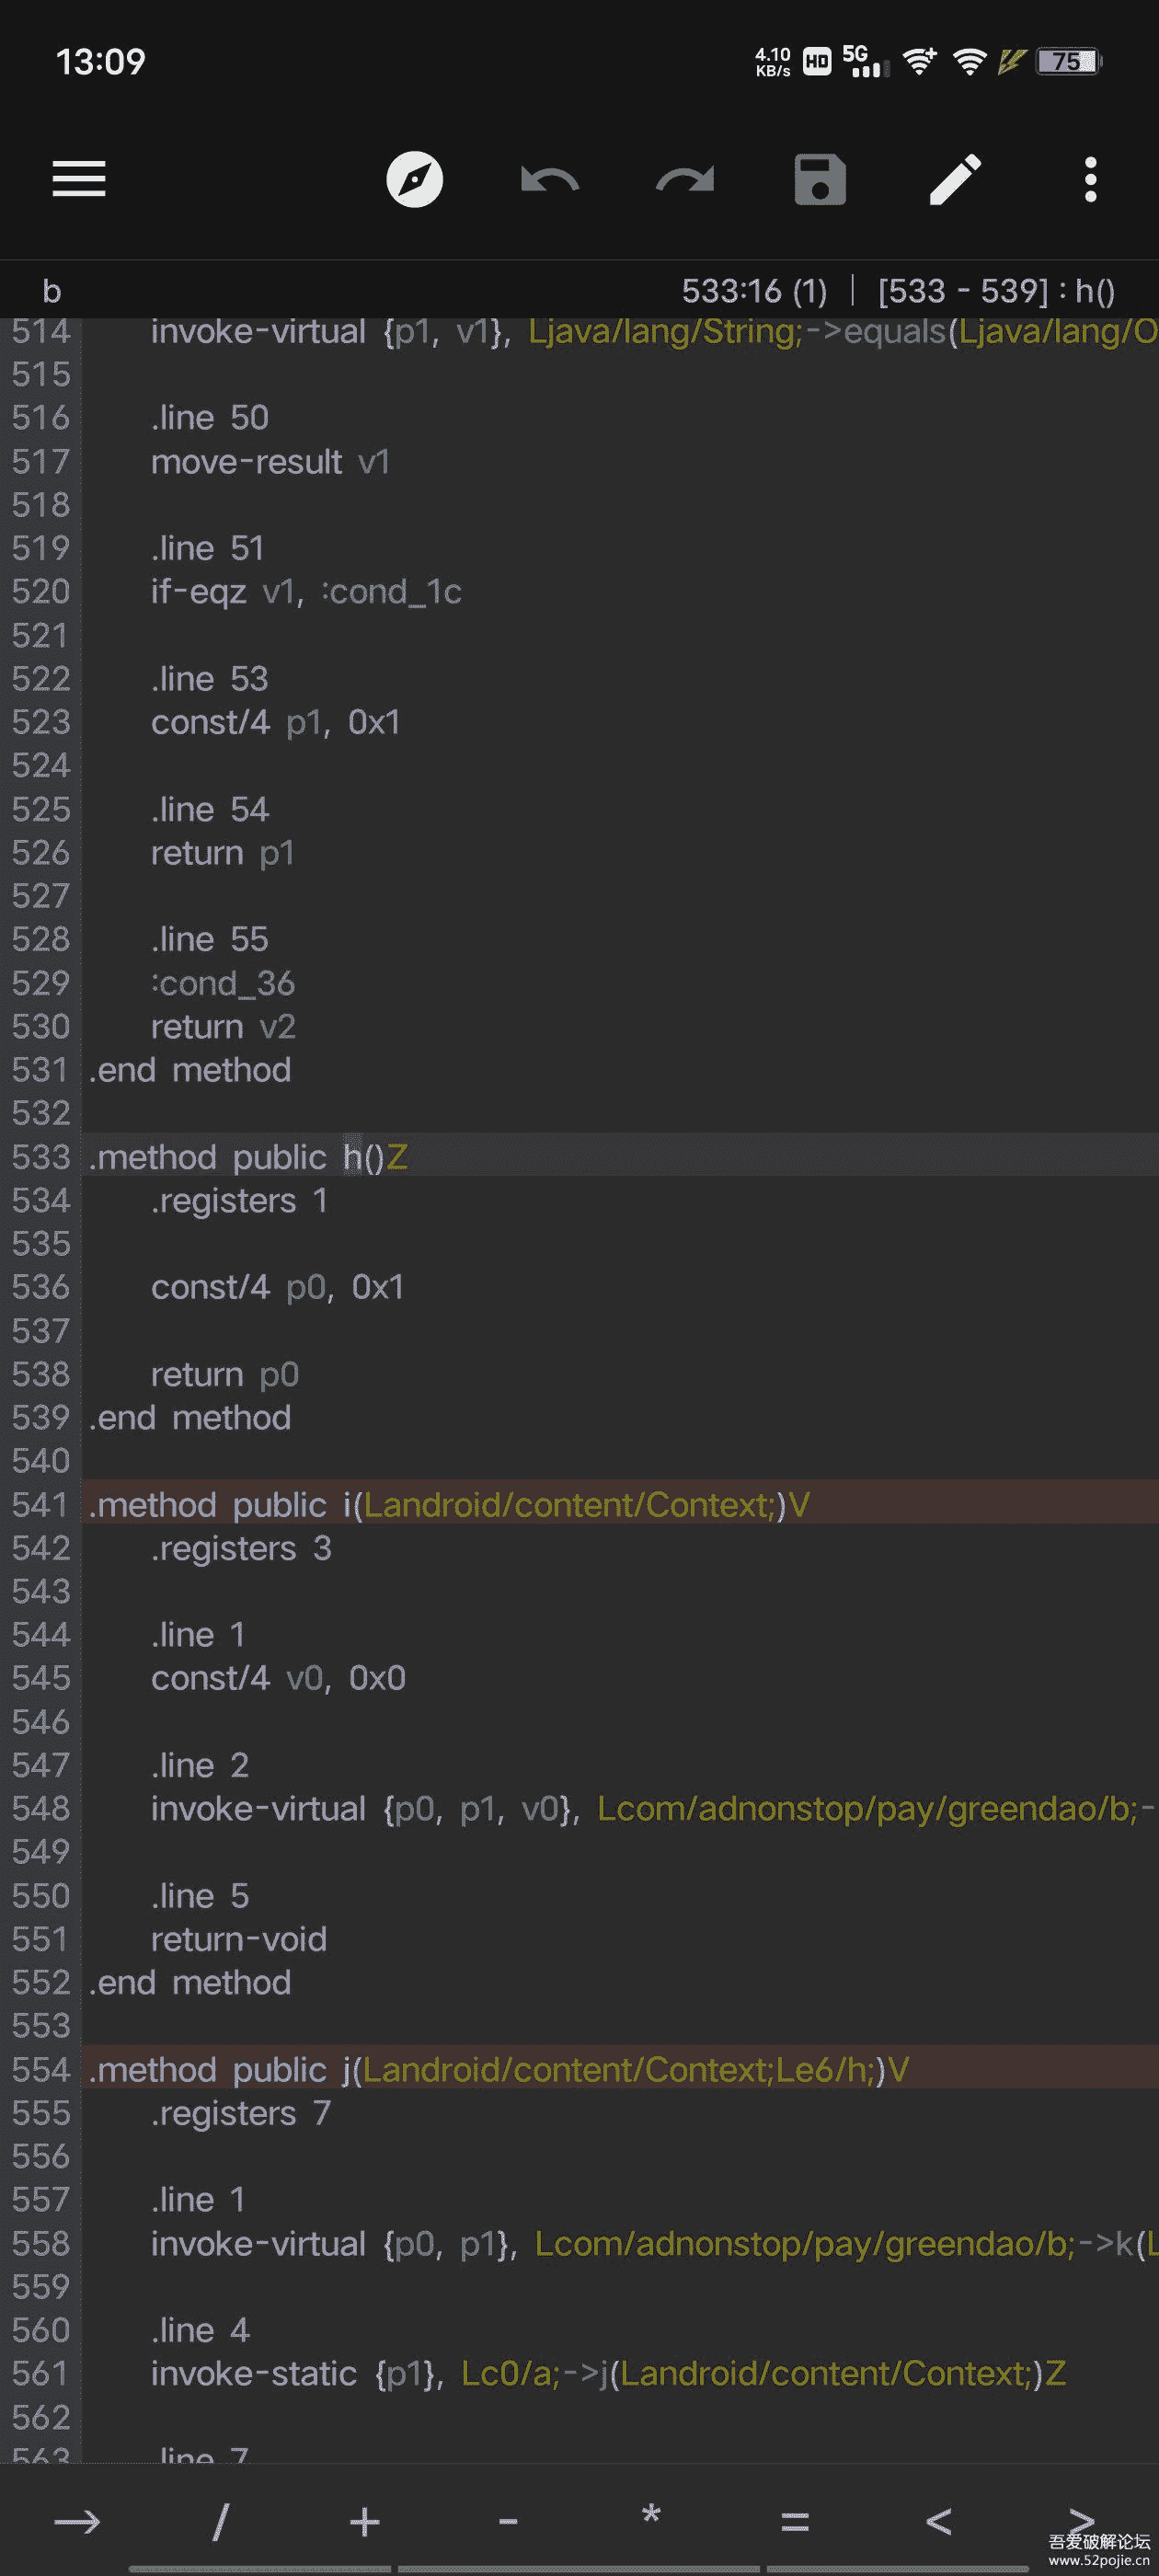 13:09
4.10
KB/s
HD
5G
75
b
533:16 (1) | [533 - 539] : h()
514 invoke-virtual {p1, v1}, Ljava/lang/String;->equals(Ljava/lang/O
515
516 .line 50
517 move-result v1
518
519 .line 51
520 if-eqz v1, :cond_1c
521
522 .line 53
523 const/4 p1, 0x1
524
525 .line 54
526 return p1
527
528 .line 55
529 :cond_36
530 return v2
531 .end method
532
533 .method public h()Z
534 .registers 1
535
536 const/4 p0, 0x1
537
538 return p0
539 .end method
540
541 .method public i(Landroid/content/Context;)V
542 .registers 3
543
544 .line 1
545 const/4 v0, 0x0
546
547 .line 2
548 invoke-virtual {p0, p1, v0}, Lcom/adnonstop/pay/greendao/b;-
549
550 .line 5
551 return-void
552 .end method
553
554 .method public j(Landroid/content/Context;Le6/h;)V
555 .registers 7
556
557 .line 1
558 invoke-virtual {p0, p1}, Lcom/adnonstop/pay/greendao/b;->k(L
559
560 .line 4
561 invoke-static {p1}, Lc0/a;->j(Landroid/content/Context;)Z
562
563 .line 7
→ / + - * = < >
吾爱破解论坛
www.52pojie.cn